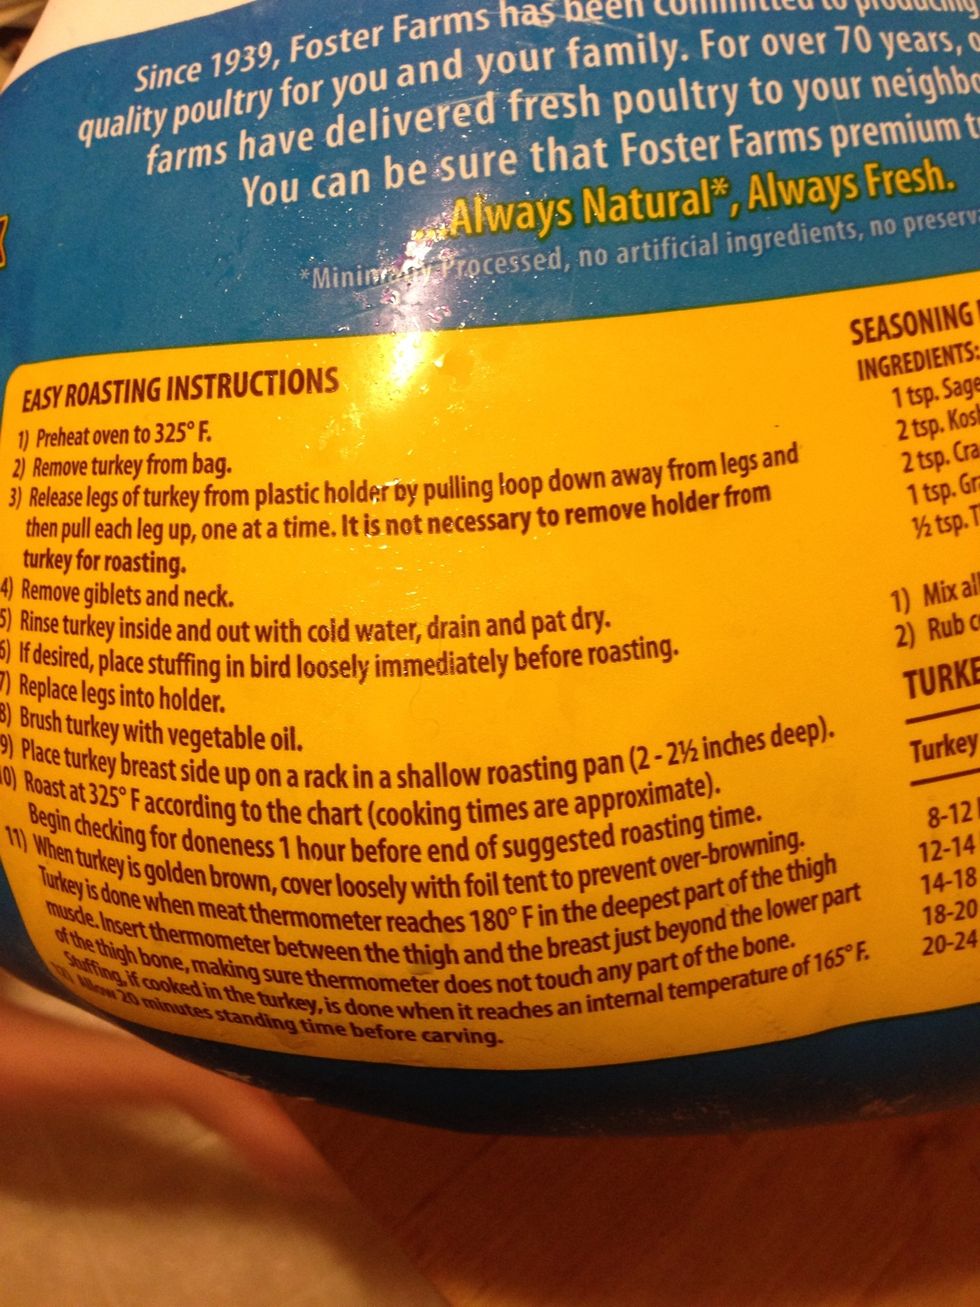 Since 1939, Foster Farms has been committed to producing
quality poultry for you and your family. For over 70 years,
farms have delivered fresh poultry to your
You can be sure that Foster Farms premium
...Always Natural*, Always Fresh.
*Minimally Processed, no artificial ingredients, no
EASY ROASTING INSTRUCTIONS
1) Preheat oven to 325° F.
2) Remove turkey from bag.
3) Release legs of turkey from plastic holder by pulling loop down away from legs and
then pull each leg up, one at a time. It is not necessary to remove holder from
turkey for roasting.
4) Remove giblets and neck.
5) Rinse turkey inside and out with cold water, drain and pat dry.
6) If desired, place stuffing in bird loosely immediately before roasting.
7) Replace legs into holder.
8) Brush turkey with vegetable oil.
9) Place turkey breast side up on a rack in a shallow roasting pan (2 - 2½ inches deep).
10) Roast at 325° F according to the chart (cooking times are approximate).
Begin checking for doneness 1 hour before end of suggested roasting time.
11) When turkey is golden brown, cover loosely with foil tent to prevent over-browning.
Turkey is done when meat thermometer reaches 180° F in the deepest part of the thigh
muscle. Insert thermometer between the thigh and the breast just beyond the lower part
of the thigh bone, making sure thermometer does not touch any part of the bone.
Stuffing, if cooked in the turkey, is done when it reaches an internal temperature of 165° F.
12) Allow 20 minutes standing time before carving.
SEASONING
INGREDIENTS:
1 tsp. Sage
2 tsp.
2 tsp.
1 tsp.
½ tsp.
1) Mix all
2) Rub
Turkey
8-12
12-14
14-18
18-20
20-24